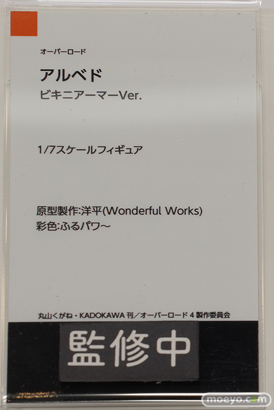 オーバーロード
アルベド
ビキニアーマーVer.
1/7スケールフィギュア
原型製作:洋平(Wonderful Works)
彩色:ふるパワ～
丸山くがね・KADOKAWA 刊／オーバーロード4製作委員会
監修中
moeyo.com